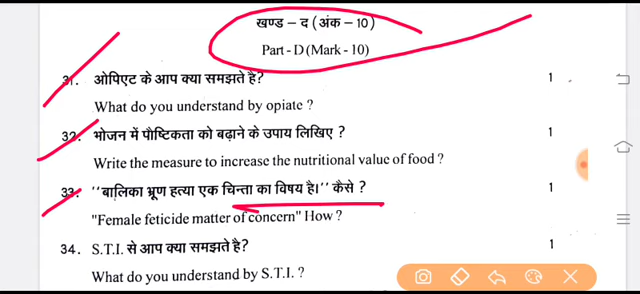 खण्ड – द ( अंक – 10 )
Part - D (Mark - 10)
31. ओपिएट के आप क्या समझते है? 1
What do you understand by opiate ?
32. भोजन में पौष्टिकता को बढ़ाने के उपाय लिखिए ? 1
Write the measure to increase the nutritional value of food ?
33. "बालिका भ्रूण हत्या एक चिन्ता का विषय है।" कैसे ? 1
"Female feticide matter of concern" How ?
34. S.T.I. से आप क्या समझते है? 1
What do you understand by S.T.I. ?